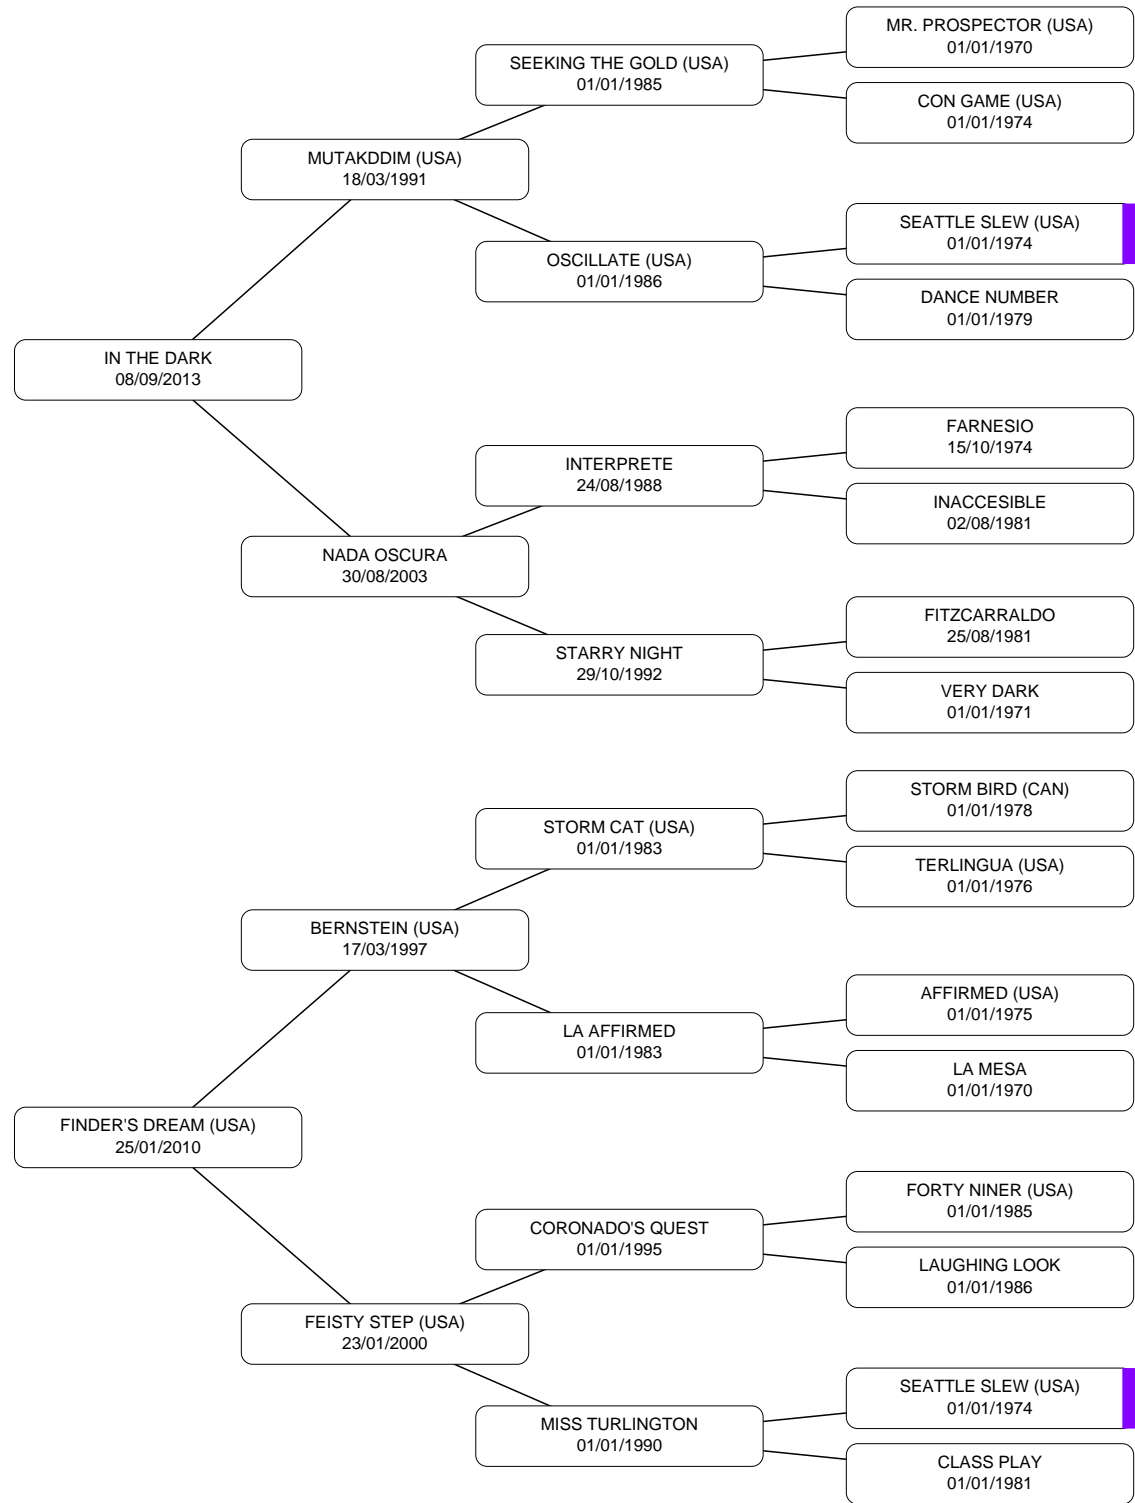 MR. PROSPECTOR (USA)
01/01/1970
SEEKING THE GOLD (USA)
01/01/1985
CON GAME (USA)
01/01/1974
MUTAKDDIM (USA)
18/03/1991
SEATTLE SLEW (USA)
01/01/1974
OSCILLATE (USA)
01/01/1986
DANCE NUMBER
01/01/1979
IN THE DARK
08/09/2013
FARNESIO
15/10/1974
INTERPRETE
24/08/1988
INACCESIBLE
02/08/1981
NADA OSCURA
30/08/2003
FITZCARRALDO
25/08/1981
STARRY NIGHT
29/10/1992
VERY DARK
01/01/1971
STORM BIRD (CAN)
01/01/1978
STORM CAT (USA)
01/01/1983
TERLINGUA (USA)
01/01/1976
BERNSTEIN (USA)
17/03/1997
AFFIRMED (USA)
01/01/1975
LA AFFIRMED
01/01/1983
LA MESA
01/01/1970
FINDER'S DREAM (USA)
25/01/2010
FORTY NINER (USA)
01/01/1985
CORONADO'S QUEST
01/01/1995
LAUGHING LOOK
01/01/1986
FEISTY STEP (USA)
23/01/2000
SEATTLE SLEW (USA)
01/01/1974
MISS TURLINGTON
01/01/1990
CLASS PLAY
01/01/1981